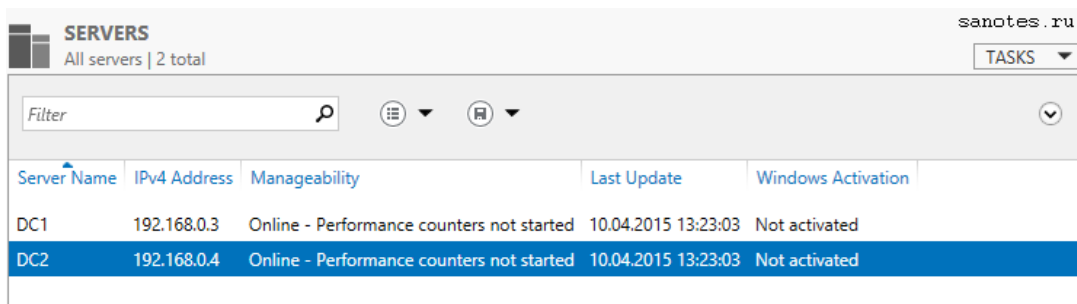 sanotes.ru
SERVERS
All servers | 2 total
TASKS
Filter
Server Name IPv4 Address Manageability Last Update Windows Activation
DC1 192.168.0.3 Online - Performance counters not started 10.04.2015 13:23:03 Not activated
DC2 192.168.0.4 Online - Performance counters not started 10.04.2015 13:23:03 Not activated